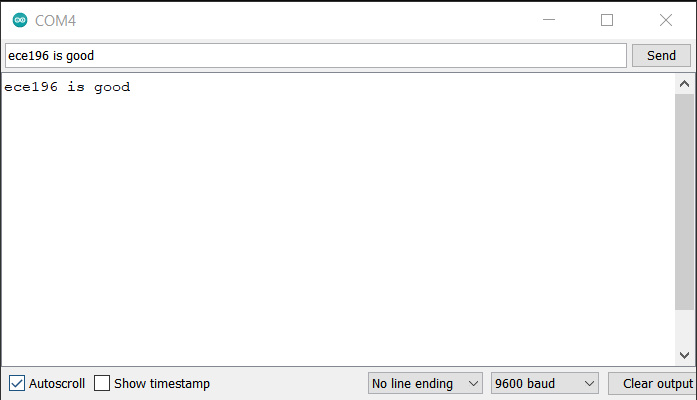 COM4
ece196 is good
Send
ece196 is good
Autoscroll
Show timestamp
No line ending
9600 baud
Clear output